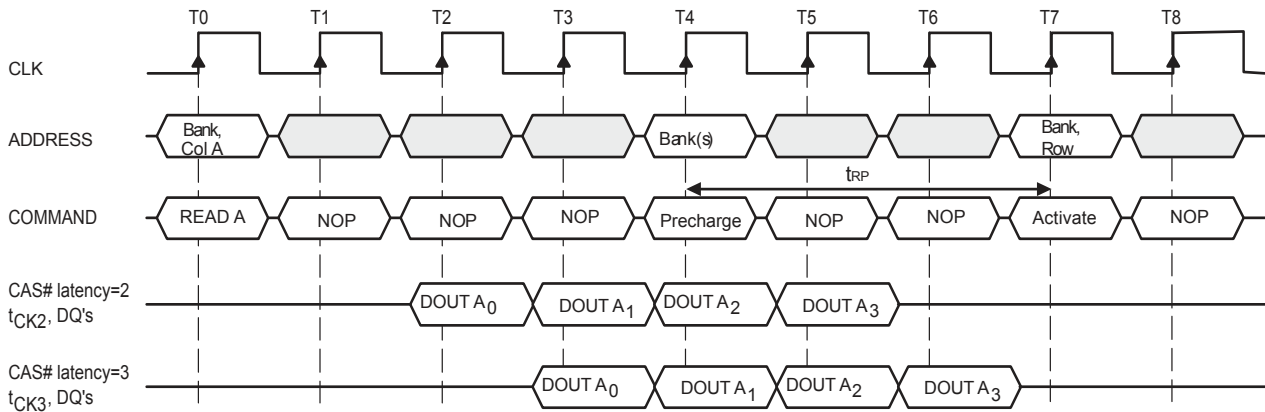 T0 T1 T2 T3 T4 T5 T6 T7 T8
CLK
ADDRESS
Bank,
Col A
Bank(s)
Bank,
Row
tRP
COMMAND
READ A NOP NOP NOP Precharge NOP NOP Activate NOP
CAS# latency=2
tCK2, DQ's
DOUT A0 DOUT A1 DOUT A2 DOUT A3
CAS# latency=3
tCK3, DQ's
DOUT A0 DOUT A1 DOUT A2 DOUT A3